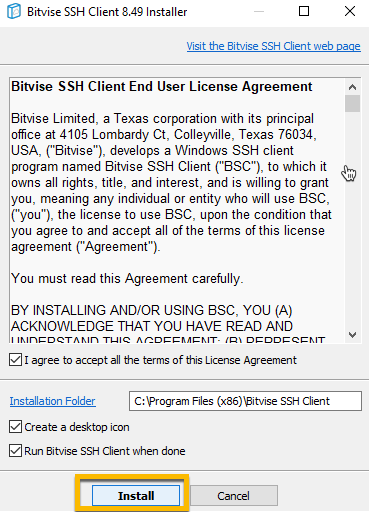 Bitvise SSH Client 8.49 Installer
Visit the Bitvise SSH Client web page
Bitvise SSH Client End User License Agreement
Bitvise Limited, a Texas corporation with its principal
office at 4105 Lombardy Ct, Colleyville, Texas 76034,
USA, ("Bitvise"), develops a Windows SSH client
program named Bitvise SSH Client ("BSC"), to which it
owns all rights, title, and interest, and is willing to grant
you, meaning any individual or entity who will use BSC,
("you"), the license to use BSC, upon the condition that
you agree to and accept all of the terms of this license
agreement ("Agreement").
You must read this Agreement carefully.
BY INSTALLING AND/OR USING BSC, YOU (A)
ACKNOWLEDGE THAT YOU HAVE READ AND
UNDERSTAND THIS AGREEMENT; (B) REPRESENT
I agree to accept all the terms of this License Agreement
Installation Folder
C:\Program Files (x86)\Bitvise SSH Client
Create a desktop icon
Run Bitvise SSH Client when done
Install
Cancel